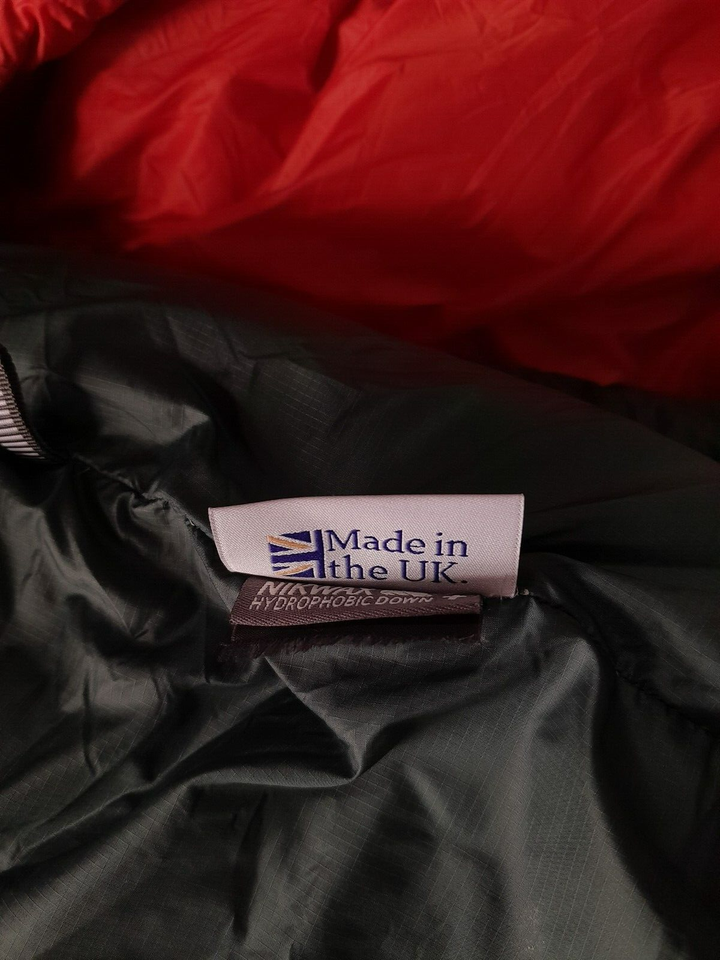 Made in
the UK.
NIKWAX
HYDROPHOBIC DOWN